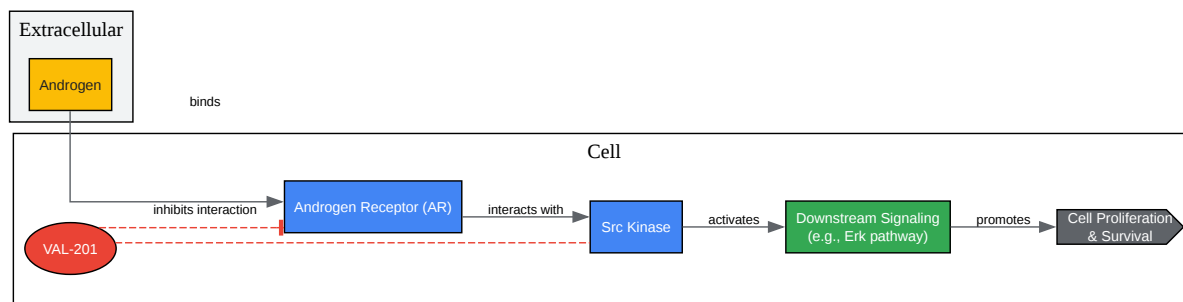 Extracellular
Androgen
binds
Cell
inhibits interaction
Androgen Receptor (AR)
interacts with
Src Kinase
activates
Downstream Signaling
(e.g., Erk pathway)
promotes
Cell Proliferation
& Survival
VAL-201